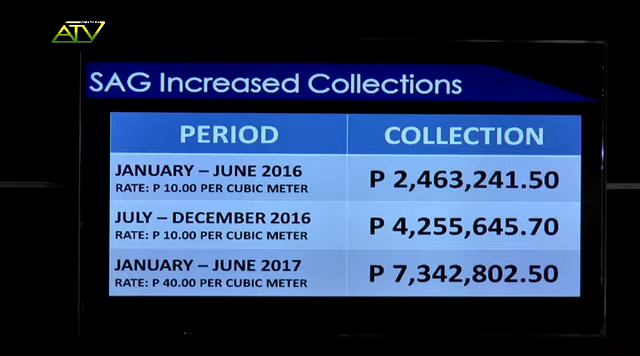 ATV
SAG Increased Collections
PERIOD COLLECTION
JANUARY – JUNE 2016
RATE: P 10.00 PER CUBIC METER
P 2,463,241.50
JULY – DECEMBER 2016
RATE: P 10.00 PER CUBIC METER
P 4,255,645.70
JANUARY – JUNE 2017
RATE: P 40.00 PER CUBIC METER
P 7,342,802.50